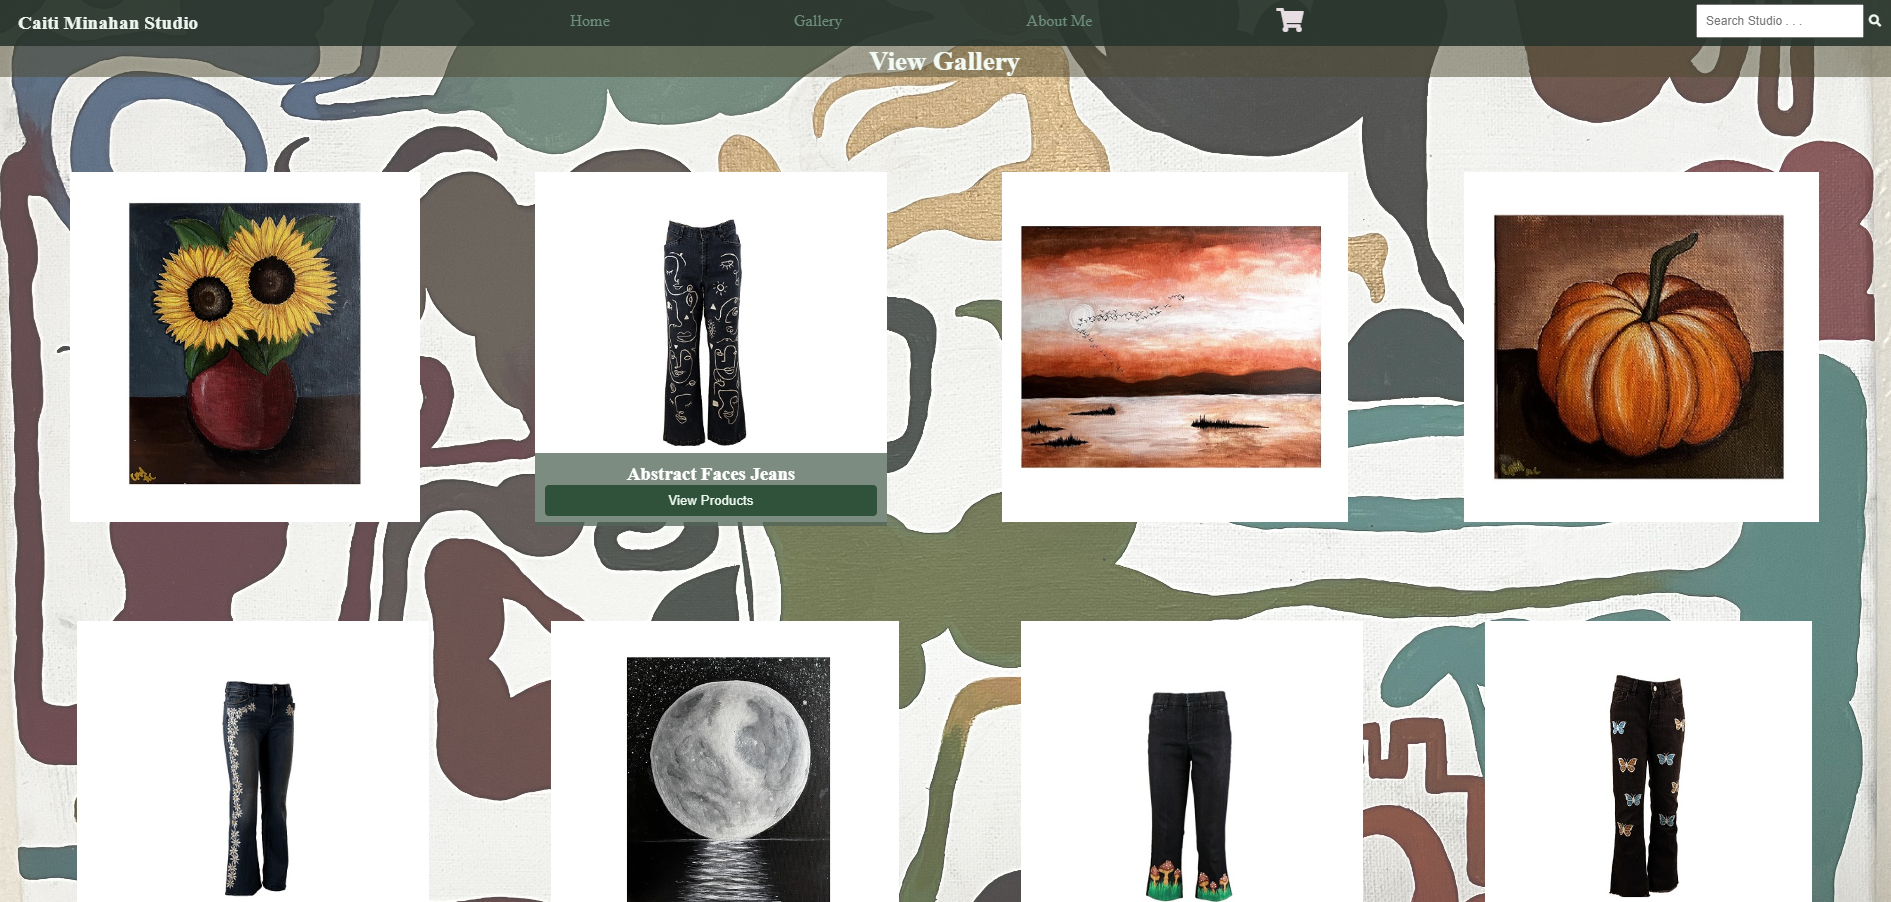 Caiti Minahan Studio
Home
Gallery
About Me
Search Studio . . .
View Gallery
Abstract Faces Jeans
View Products